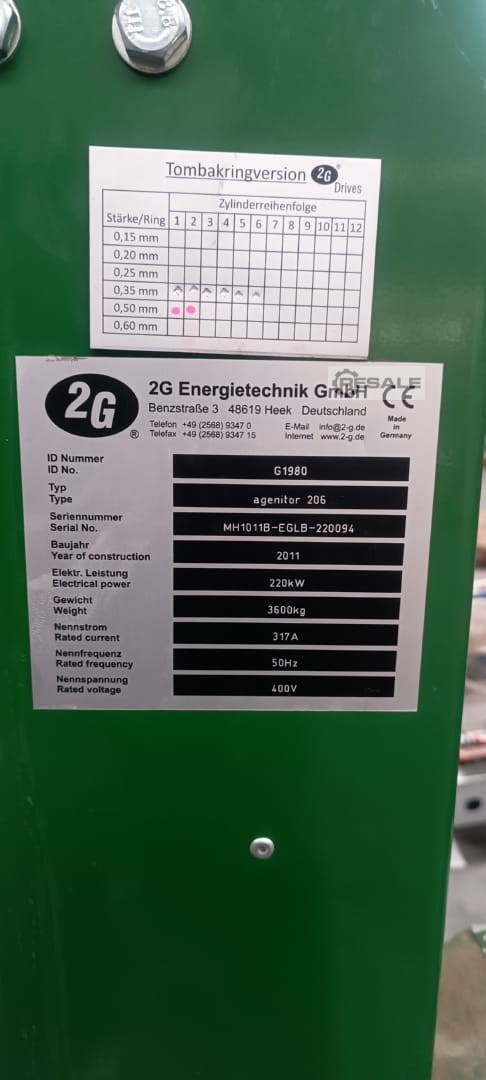 8.8
Tombakringversion 2G®
Drives
Zylinderreihenfolge
Stärke/Ring 1 2 3 4 5 6 7 8 9 10 11 12
0,15 mm
0,20 mm
0,25 mm
0,35 mm
0,50 mm
0,60 mm
RESALE
2G®
2G Energietechnik GmbH
Benzstraße 3 48619 Heek Deutschland
Telefon +49 (2568) 9347 0 E-Mail info@2-g.de
Telefax +49 (2568) 9347 15 Internet www.2-g.de
CE
Made
in
Germany
ID Nummer
ID No. G1980
Typ
Type agenitor 206
Seriennummer
Serial No. MH1011B-EGLB-220094
Baujahr
Year of construction 2011
Elektr. Leistung
Electrical power 220kW
Gewicht
Weight 3600kg
Nennstrom
Rated current 317A
Nennfrequenz
Rated frequency 50Hz
Nennspannung
Rated voltage 400V